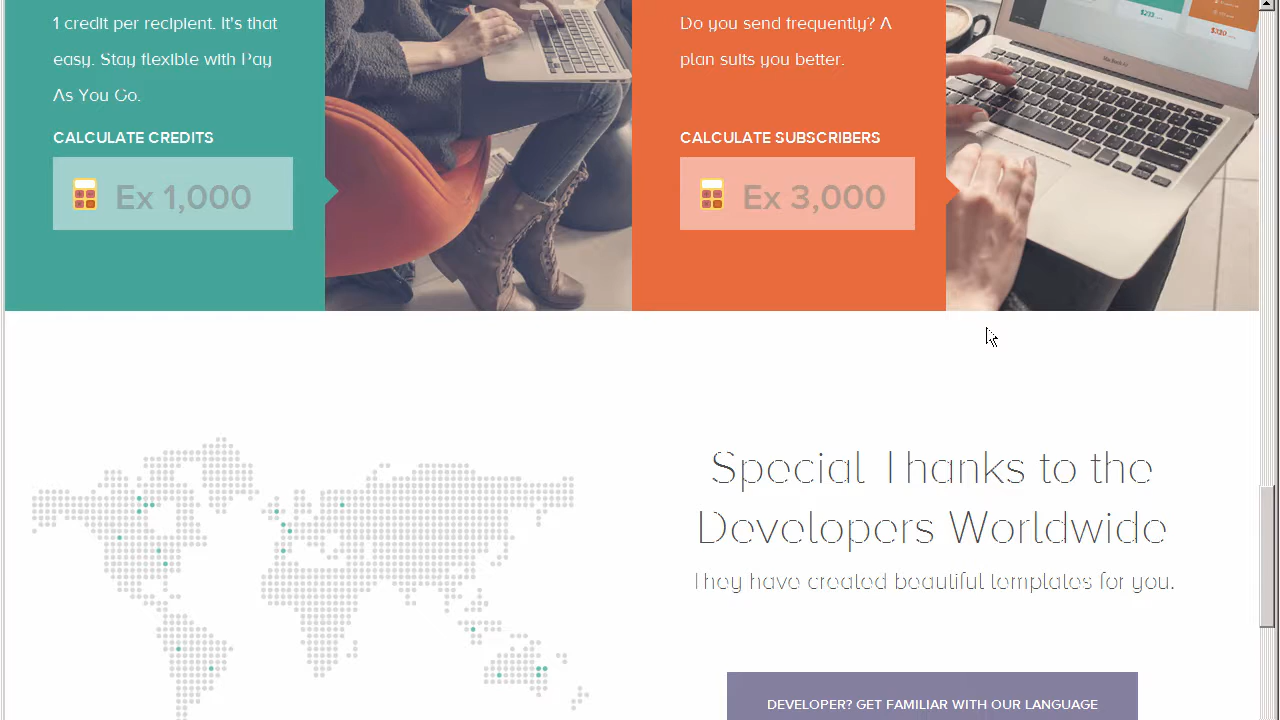 1 credit per recipient. It's that
easy. Stay flexible with Pay
As You Go.
CALCULATE CREDITS
Ex 1,000
Do you send frequently? A
plan suits you better.
CALCULATE SUBSCRIBERS
Ex 3,000
Special Thanks to the
Developers Worldwide
They have created beautiful templates for you.
DEVELOPER? GET FAMILIAR WITH OUR LANGUAGE